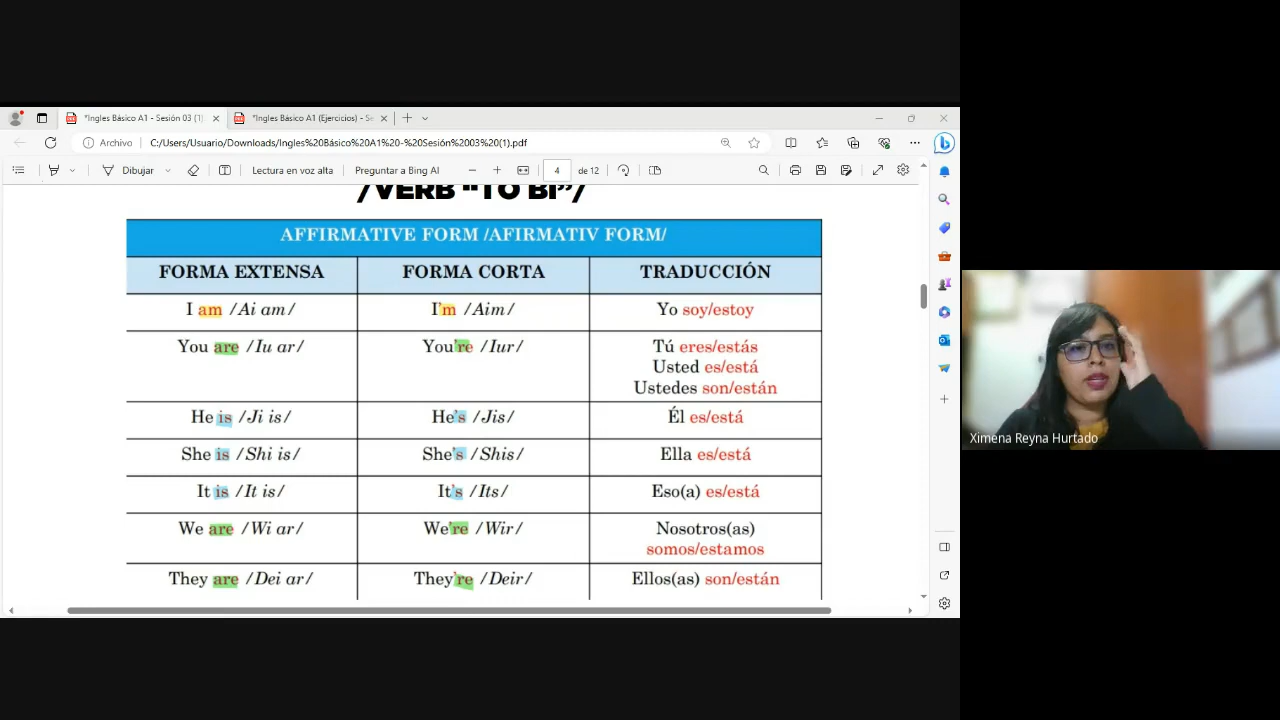 *Ingles Básico A1 - Sesión 03 (1).
*Ingles Básico A1 (Ejercicios) - Se
Archivo C:/Users/Usuario/Downloads/Ingles%20Básico%20A1%20-%20Sesión%2003%20(1).pdf
Dibujar Lectura en voz alta Preguntar a Bing AI 4 de 12
/VERB "TO BI"/
AFFIRMATIVE FORM /AFIRMATIV FORM/
FORMA EXTENSA FORMA CORTA TRADUCCIÓN
I am /Ai am/ I'm /Aim/ Yo soy/estoy
You are /Iu ar/ You're /Iur/ Tú eres/estás
Usted es/está
Ustedes son/están
He is /Ji is/ He's /Jis/ Él es/está
She is /Shi is/ She's /Shis/ Ella es/está
It is /It is/ It's /Its/ Eso(a) es/está
We are /Wi ar/ We're /Wir/ Nosotros(as)
somos/estamos
They are /Dei ar/ They're /Deir/ Ellos(as) son/están
Ximena Reyna Hurtado